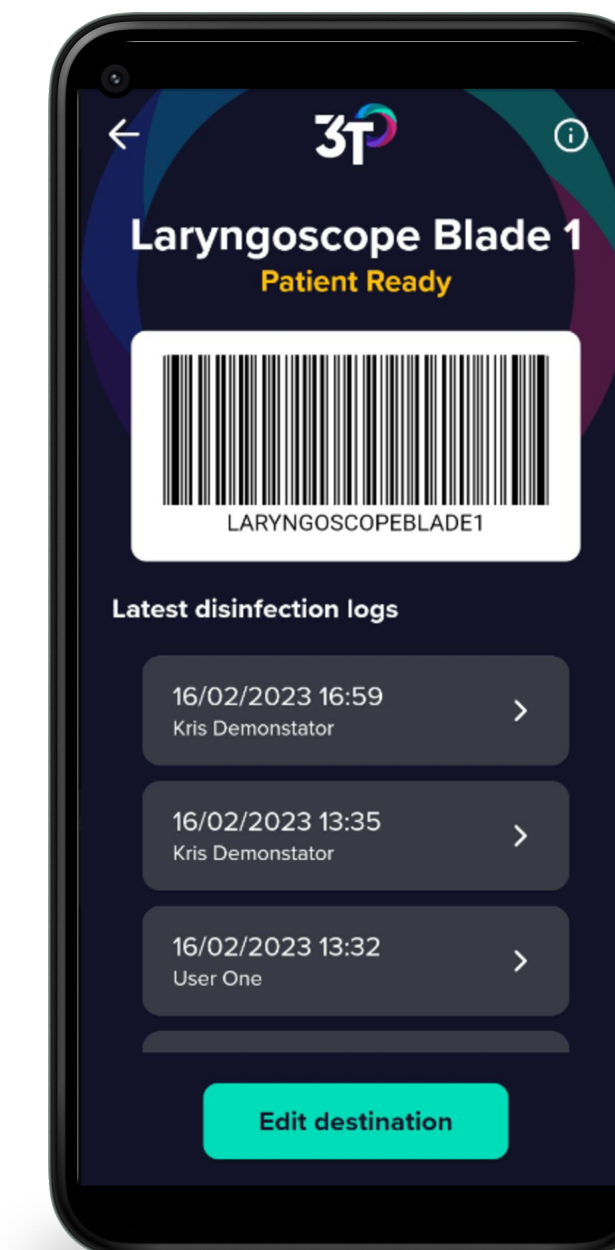 3T
Laryngoscope Blade 1
Patient Ready
LARYNGOSCOPEBLADE1
Latest disinfection logs
16/02/2023 16:59
Kris Demonstator
16/02/2023 13:35
Kris Demonstator
16/02/2023 13:32
User One
Edit destination